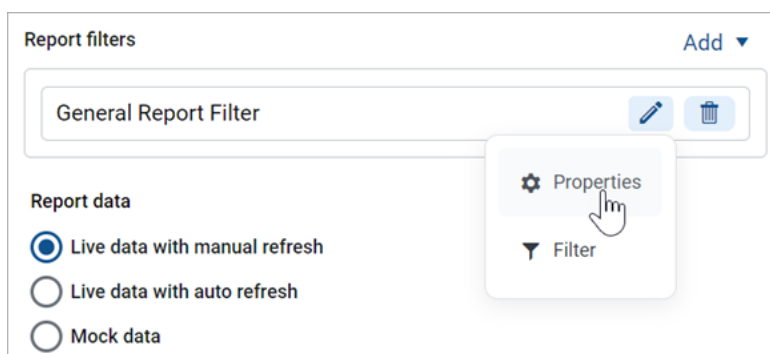 Report filters
Add
General Report Filter
Properties
Report data
Live data with manual refresh
Filter
Live data with auto refresh
Mock data